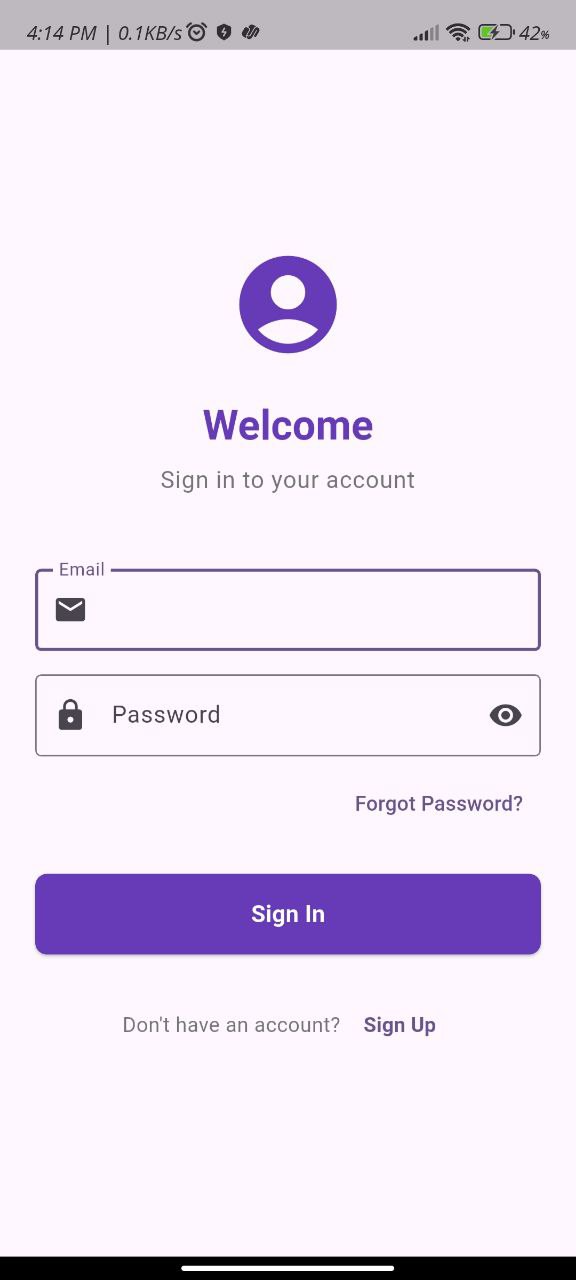 4:14 PM | 0.1KB/s 42%
Welcome
Sign in to your account
Email
Password
Forgot Password?
Sign In
Don't have an account? Sign Up